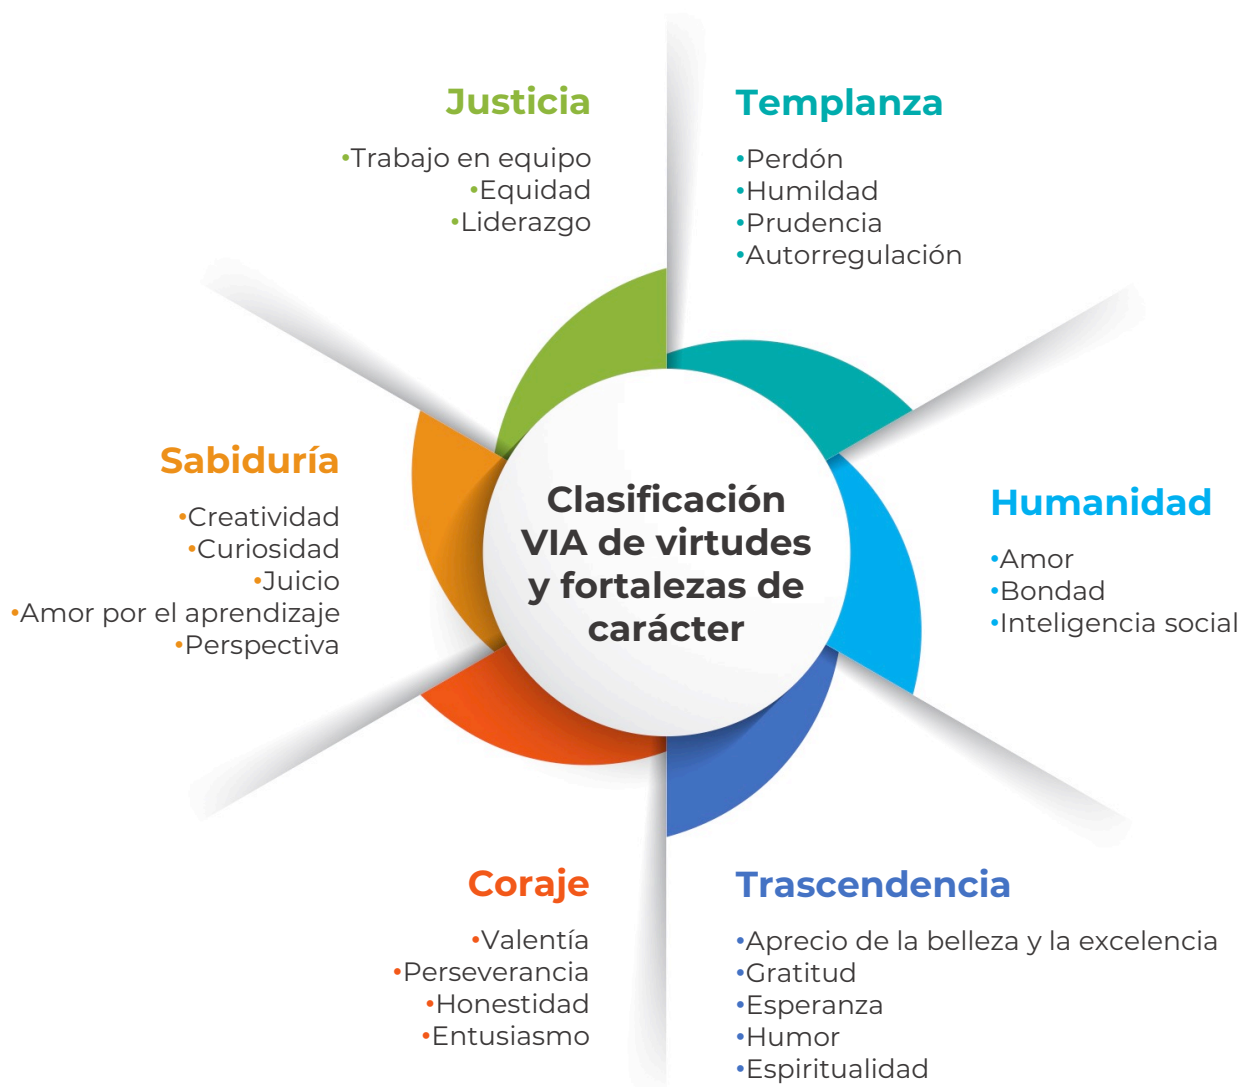 Justicia
•Trabajo en equipo
•Equidad
•Liderazgo
Templanza
•Perdón
•Humildad
•Prudencia
•Autorregulación
Sabiduría
•Creatividad
•Curiosidad
•Juicio
•Amor por el aprendizaje
•Perspectiva
Clasificación
VIA de virtudes
y fortalezas de
carácter
Humanidad
•Amor
•Bondad
•Inteligencia social
Coraje
•Valentía
•Perseverancia
•Honestidad
•Entusiasmo
Trascendencia
•Aprecio de la belleza y la excelencia
•Gratitud
•Esperanza
•Humor
•Espiritualidad